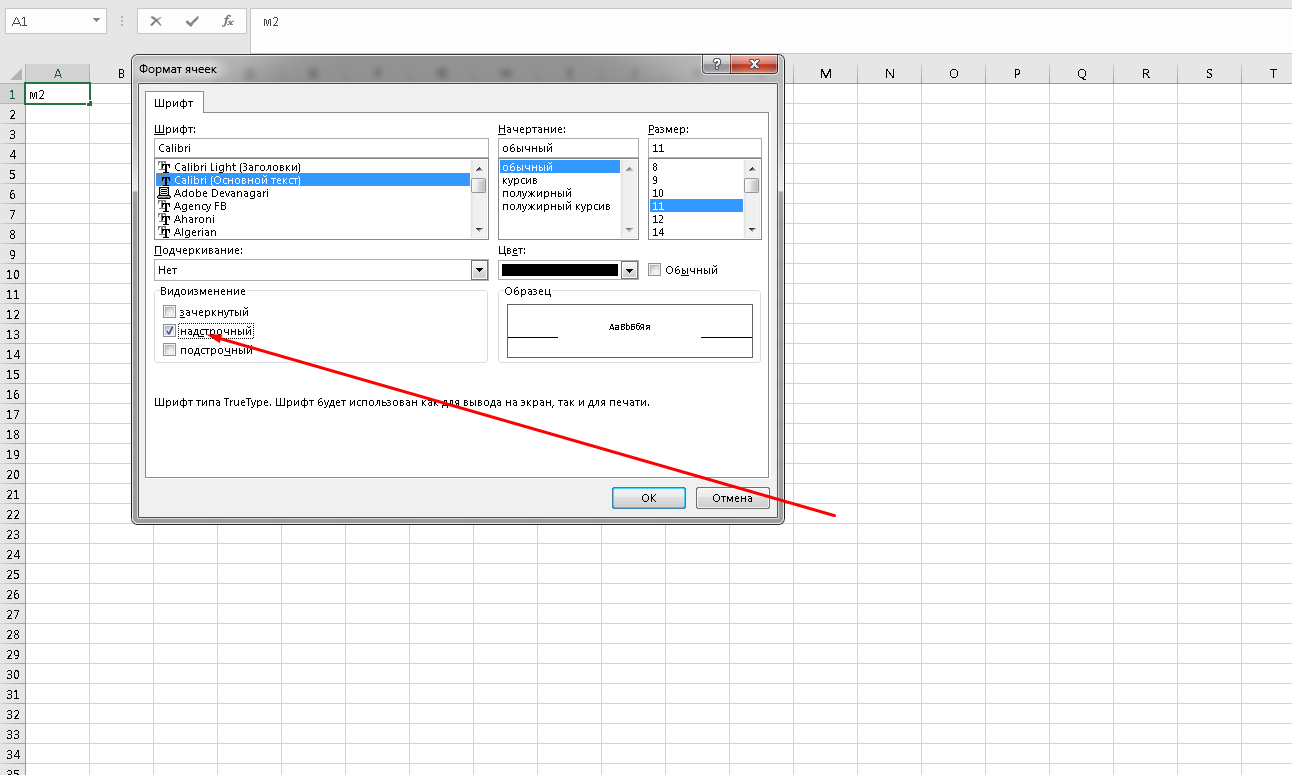 A1
fx
м2
Формат ячеек
?
A B M N O P Q R S T
1 м2
2
3
4
5
6
7
8
9
10
11
12
13
14
15
16
17
18
19
20
21
22
23
24
25
26
27
28
29
30
31
32
33
34
35
Шрифт
Шрифт: Начертание: Размер:
Calibri обычный 11
Calibri Light (Заголовки) обычный 8
Calibri (Основной текст) курсив 9
Adobe Devanagari полужирный 10
Agency FB полужирный курсив 11
Aharoni 12
Algerian 14
Подчеркивание: Цвет:
Нет Обычный
Видоизменение Образец
зачеркнутый
надстрочный АаВbБбЯя
подстрочный
Шрифт типа TrueType. Шрифт будет использован как для вывода на экран, так и для печати.
ОК Отмена